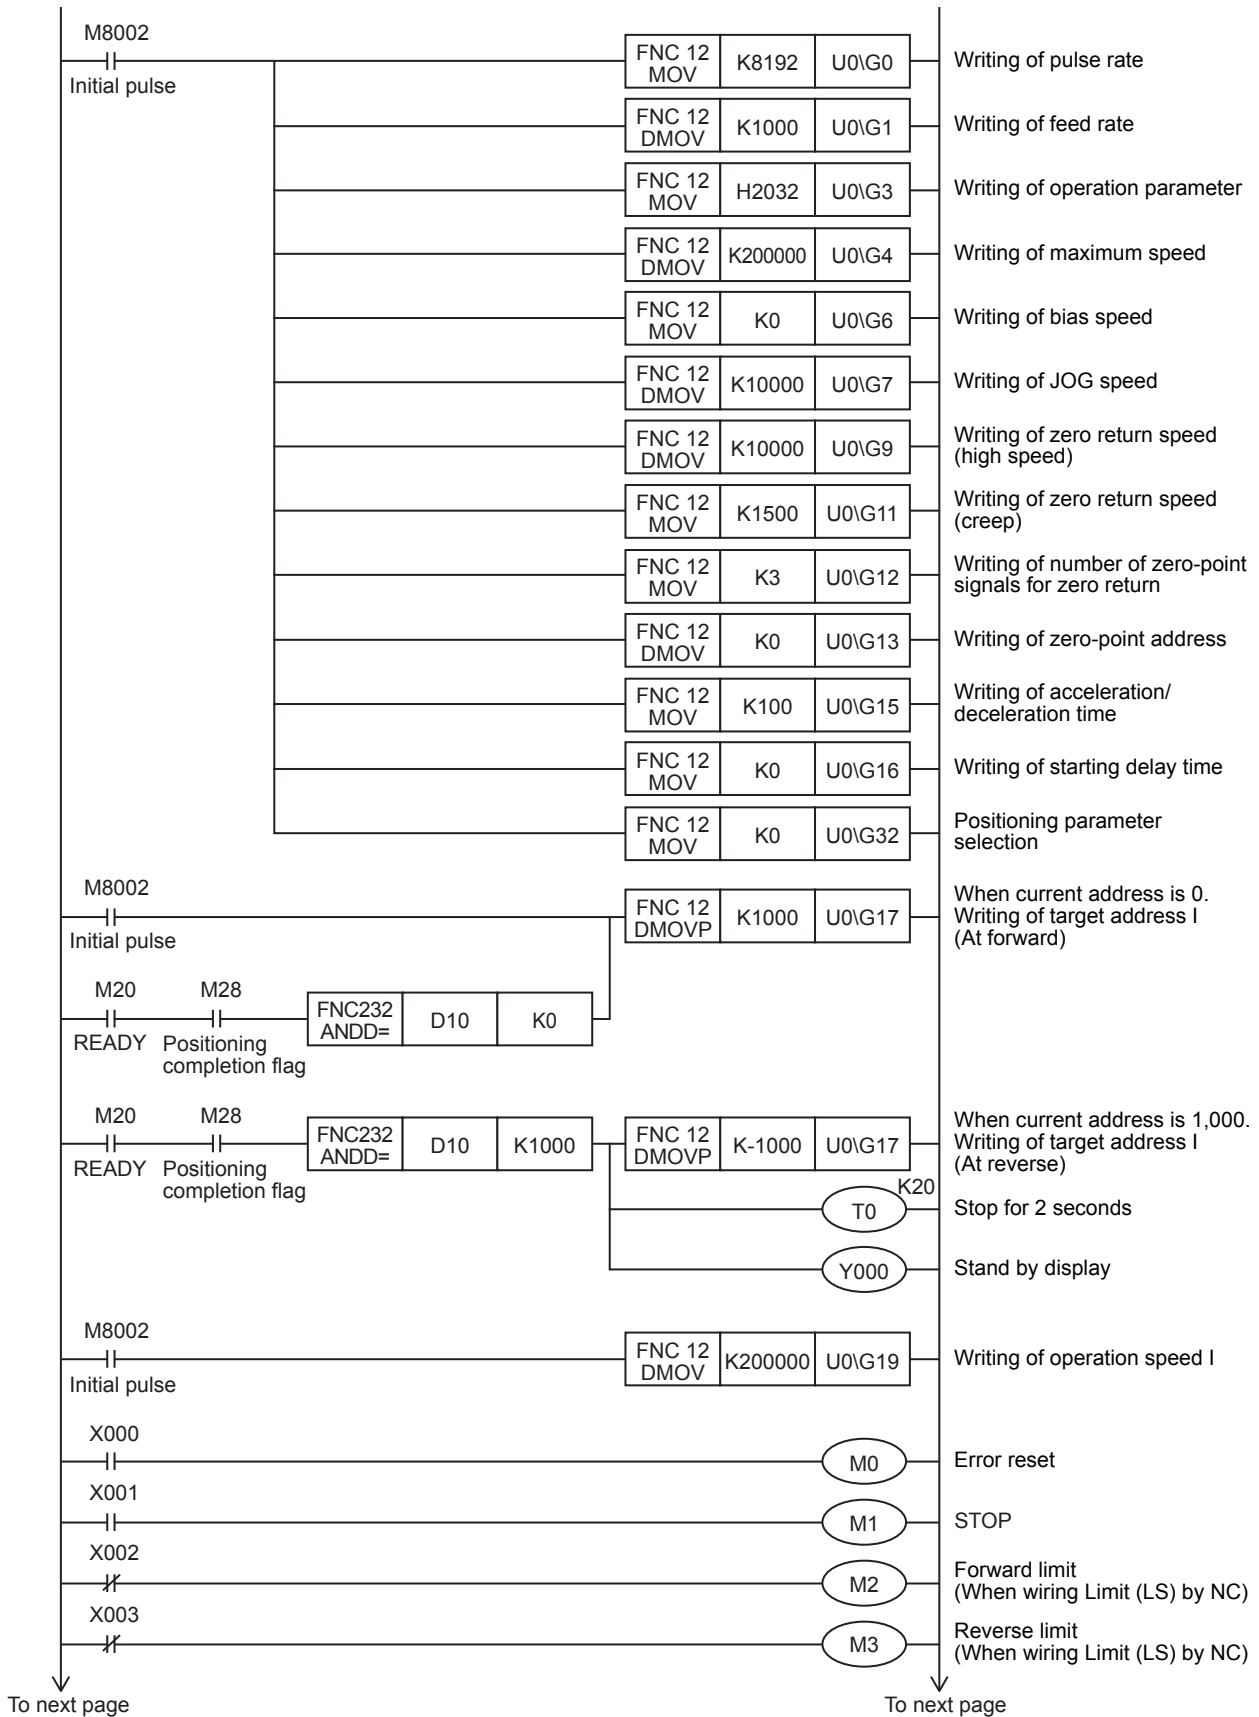 M8002
Initial pulse
FNC 12
MOV
K8192
U0\G0
Writing of pulse rate
FNC 12
DMOV
K1000
U0\G1
Writing of feed rate
FNC 12
MOV
H2032
U0\G3
Writing of operation parameter
FNC 12
DMOV
K200000
U0\G4
Writing of maximum speed
FNC 12
MOV
K0
U0\G6
Writing of bias speed
FNC 12
DMOV
K10000
U0\G7
Writing of JOG speed
FNC 12
DMOV
K10000
U0\G9
Writing of zero return speed
(high speed)
FNC 12
MOV
K1500
U0\G11
Writing of zero return speed
(creep)
FNC 12
MOV
K3
U0\G12
Writing of number of zero-point
signals for zero return
FNC 12
DMOV
K0
U0\G13
Writing of zero-point address
FNC 12
MOV
K100
U0\G15
Writing of acceleration/
deceleration time
FNC 12
MOV
K0
U0\G16
Writing of starting delay time
FNC 12
MOV
K0
U0\G32
Positioning parameter
selection
M8002
Initial pulse
FNC 12
DMOVP
K1000
U0\G17
When current address is 0.
Writing of target address I
(At forward)
M20
READY
M28
Positioning
completion flag
FNC232
ANDD=
D10
K0
M20
READY
M28
Positioning
completion flag
FNC232
ANDD=
D10
K1000
FNC 12
DMOVP
K-1000
U0\G17
When current address is 1,000.
Writing of target address I
(At reverse)
K20
T0
Stop for 2 seconds
Y000
Stand by display
M8002
Initial pulse
FNC 12
DMOV
K200000
U0\G19
Writing of operation speed I
X000
M0
Error reset
X001
M1
STOP
X002
M2
Forward limit
(When wiring Limit (LS) by NC)
X003
M3
Reverse limit
(When wiring Limit (LS) by NC)
To next page
To next page